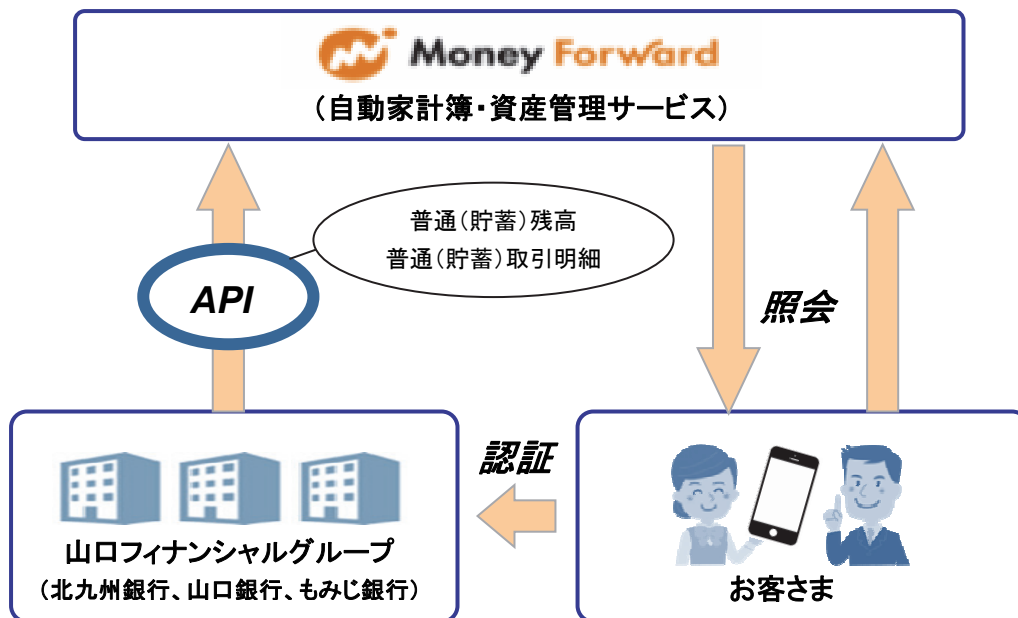 Money Forward
（自動家計簿・資産管理サービス）
普通（貯蓄）残高
普通（貯蓄）取引明細
API
照会
認証
山口フィナンシャルグループ
（北九州銀行、山口銀行、もみじ銀行）
お客さま